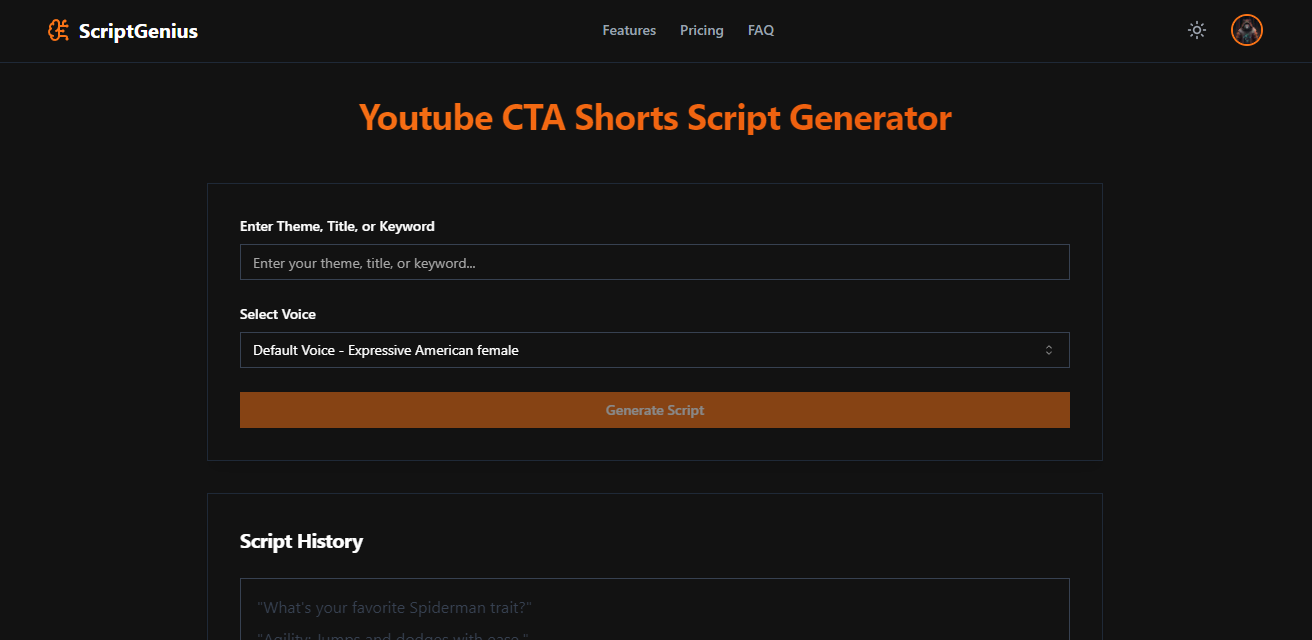 ScriptGenius
Features
Pricing
FAQ
Youtube CTA Shorts Script Generator
Enter Theme, Title, or Keyword
Enter your theme, title, or keyword...
Select Voice
Default Voice - Expressive American female
Generate Script
Script History
"What's your favorite Spiderman trait?"
"Agility: Jumps and dodges with ease."